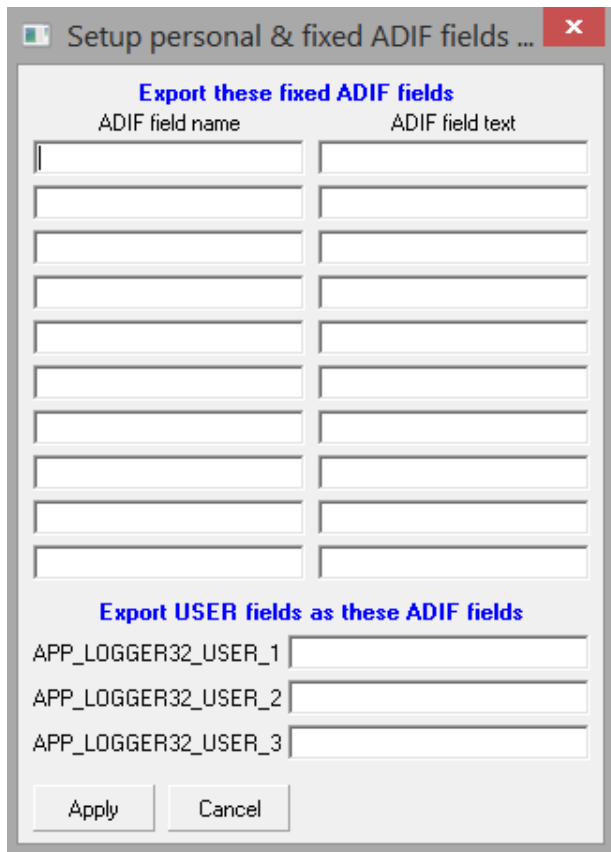 Setup personal & fixed ADIF fields ...
Export these fixed ADIF fields
ADIF field name ADIF field text
Export USER fields as these ADIF fields
APP_LOGGER32_USER_1
APP_LOGGER32_USER_2
APP_LOGGER32_USER_3
Apply Cancel